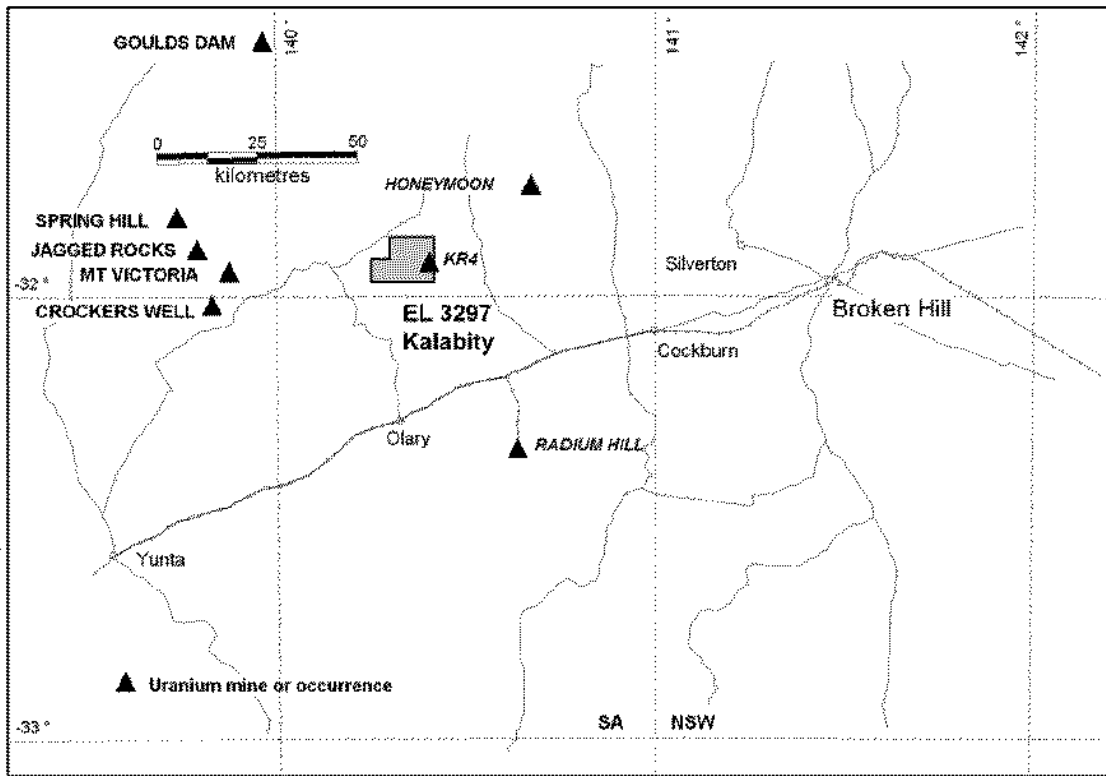 GOULDS DAM
140 °
141 °
142 °
0 25 50
kilometres
HONEYMOON
SPRING HILL
JAGGED ROCKS
MT VICTORIA
KR4
Silverton
-32 °
CROCKERS WELL
EL 3297
Kalabity
Broken Hill
Cockburn
Olary
RADIUM HILL
Yunta
Uranium mine or occurrence
SA NSW
-33 °